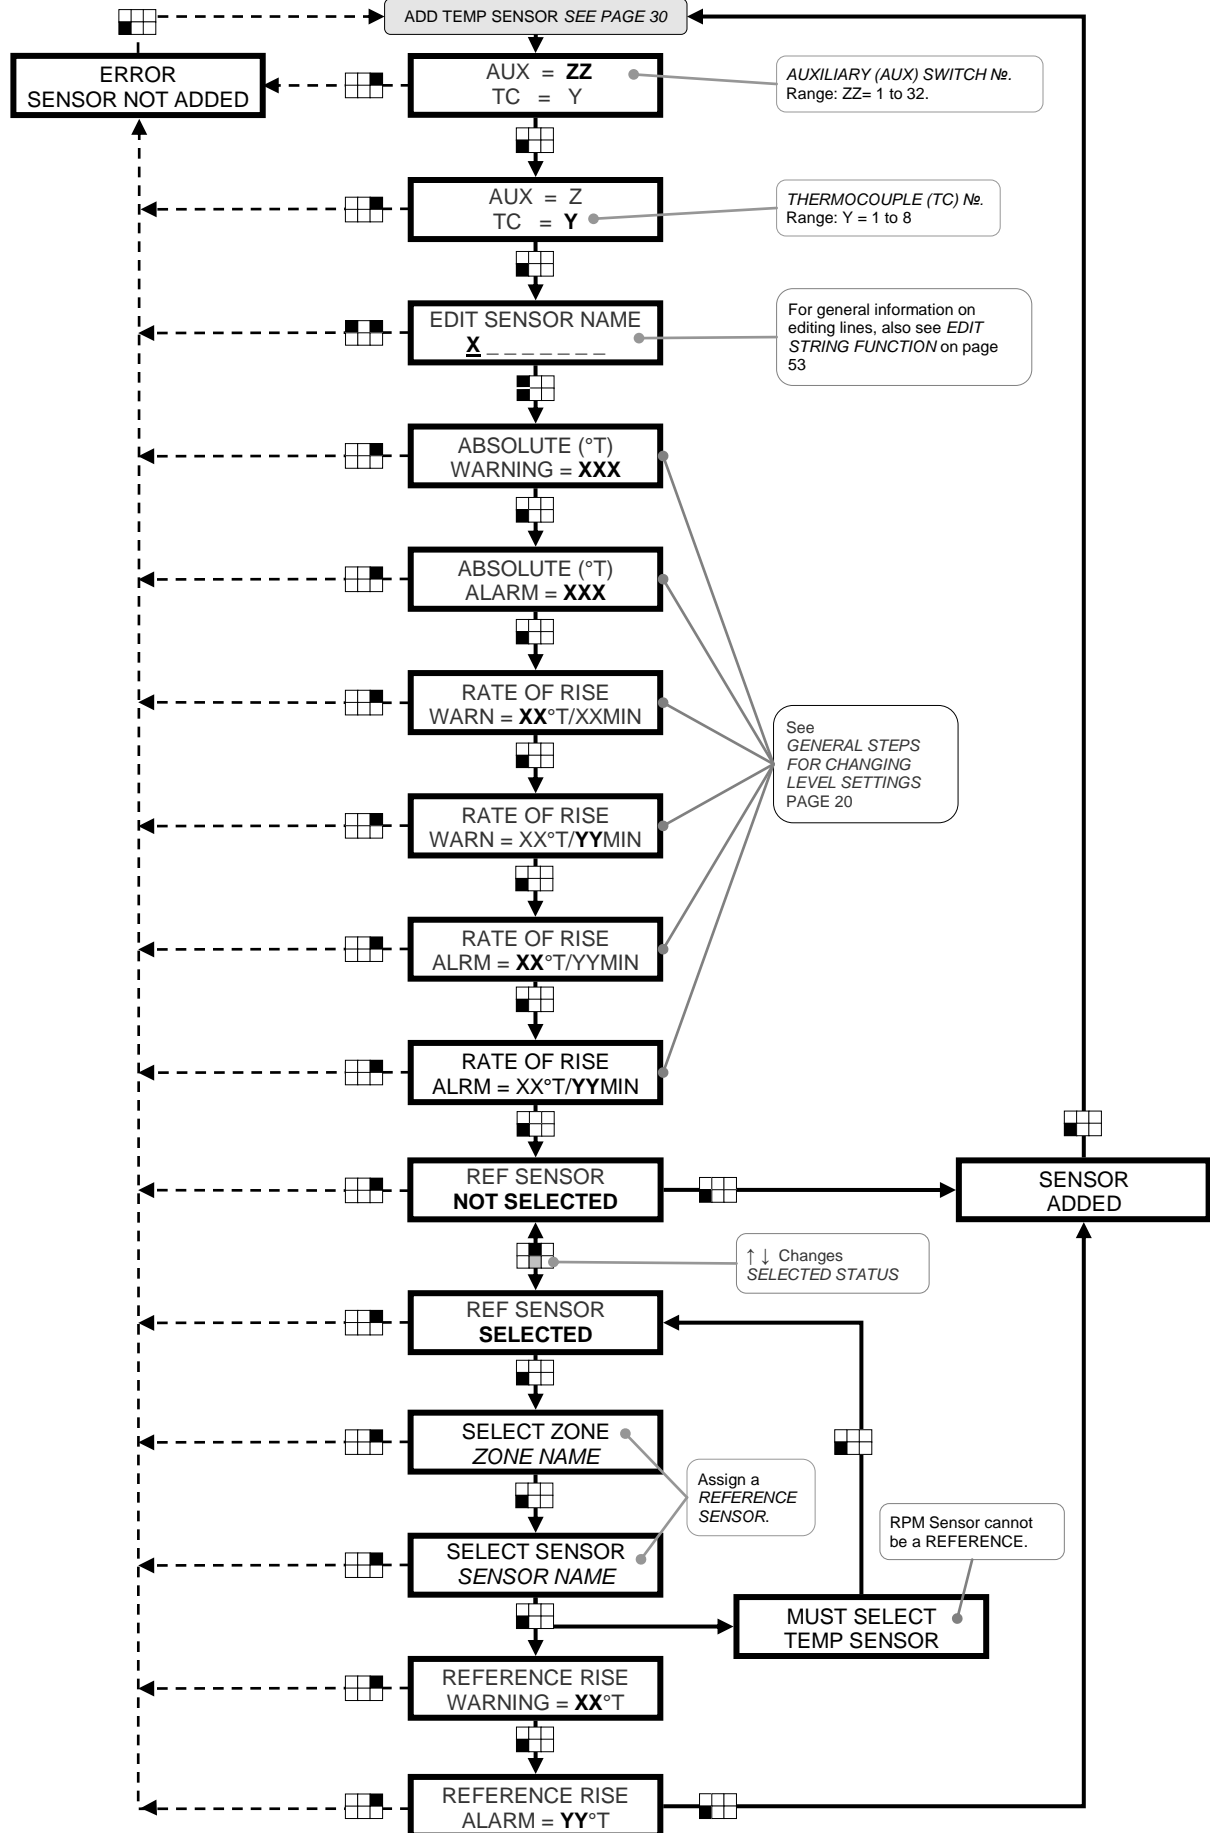 ADD TEMP SENSOR SEE PAGE 30
ERROR
SENSOR NOT ADDED
AUX = ZZ
TC = Y
AUXILIARY (AUX) SWITCH №.
Range: ZZ= 1 to 32.
AUX = Z
TC = Y
THERMOCOUPLE (TC) №.
Range: Y = 1 to 8
EDIT SENSOR NAME
X _ _ _ _ _ _ _
For general information on
editing lines, also see EDIT
STRING FUNCTION on page
53
ABSOLUTE (°T)
WARNING = XXX
ABSOLUTE (°T)
ALARM = XXX
RATE OF RISE
WARN = XX°T/XXMIN
See
GENERAL STEPS
FOR CHANGING
LEVEL SETTINGS
PAGE 20
RATE OF RISE
WARN = XX°T/YYMIN
RATE OF RISE
ALRM = XX°T/YYMIN
RATE OF RISE
ALRM = XX°T/YYMIN
REF SENSOR
NOT SELECTED
SENSOR
ADDED
↑↓ Changes
SELECTED STATUS
REF SENSOR
SELECTED
SELECT ZONE
ZONE NAME
Assign a
REFERENCE
SENSOR.
RPM Sensor cannot
be a REFERENCE.
SELECT SENSOR
SENSOR NAME
MUST SELECT
TEMP SENSOR
REFERENCE RISE
WARNING = XX°T
REFERENCE RISE
ALARM = YY°T